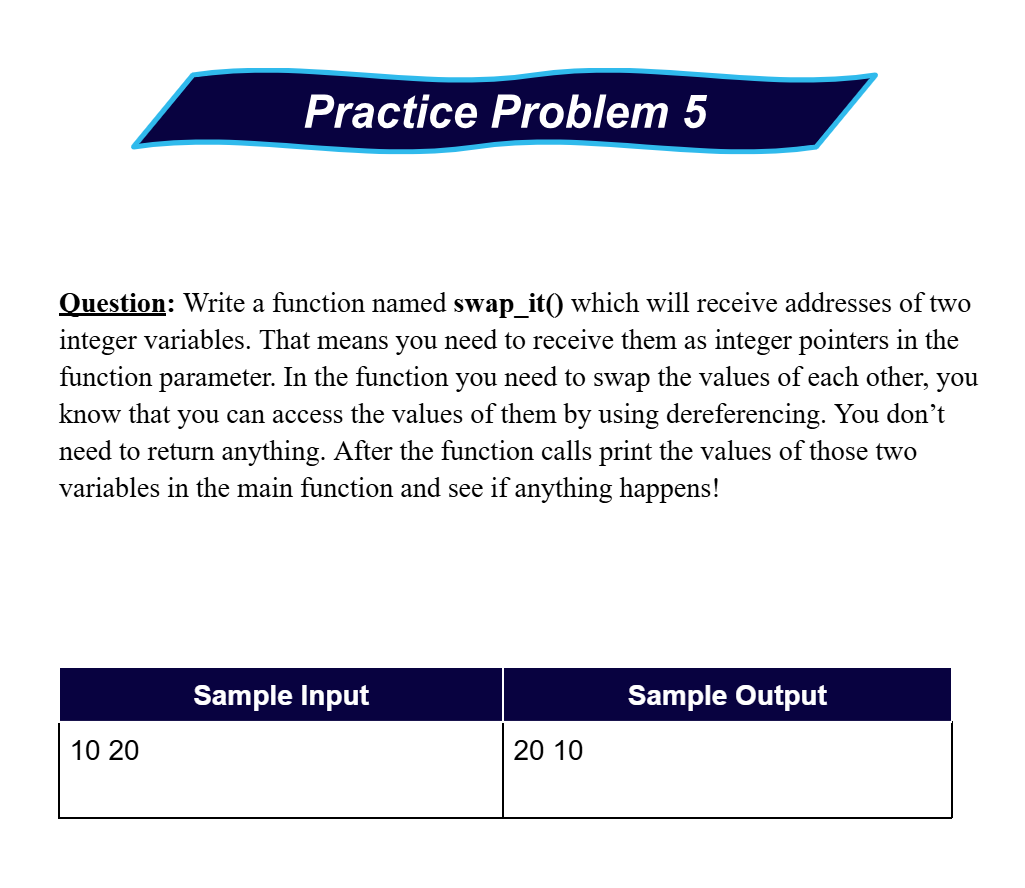 Practice Problem 5
Question: Write a function named swap_it() which will receive addresses of two
integer variables. That means you need to receive them as integer pointers in the
function parameter. In the function you need to swap the values of each other, you
know that you can access the values of them by using dereferencing. You don’t
need to return anything. After the function calls print the values of those two
variables in the main function and see if anything happens!
Sample Input Sample Output
10 20 20 10